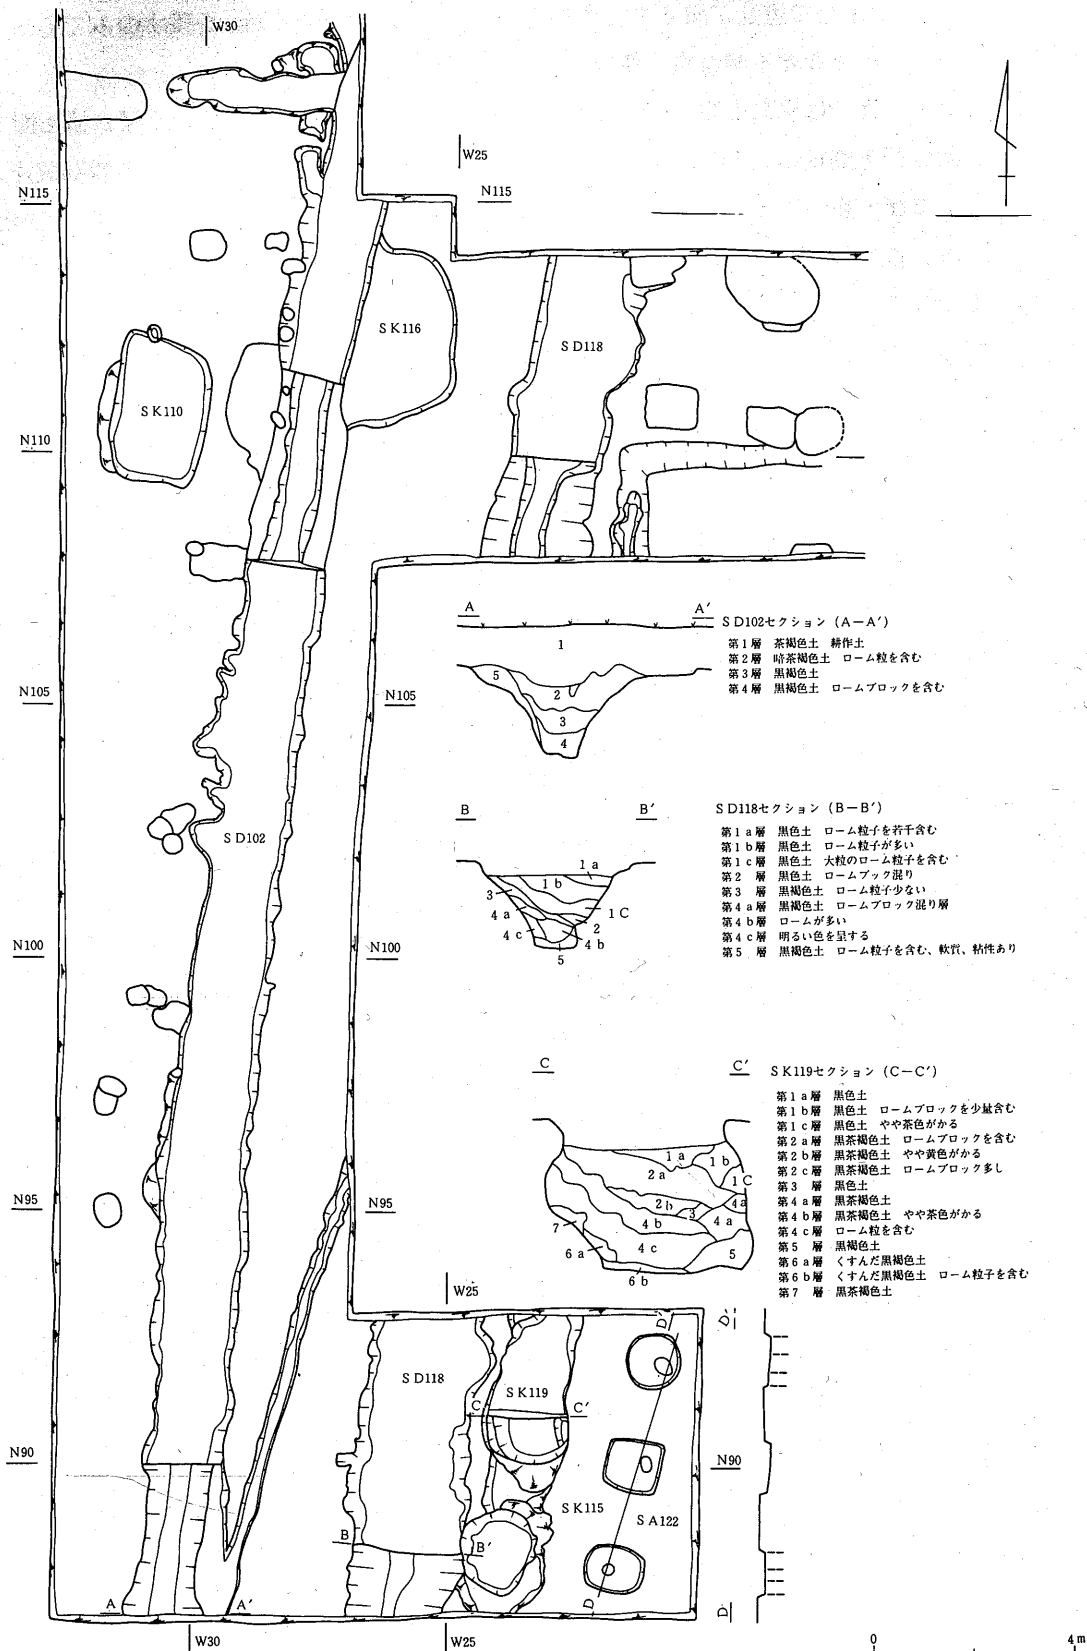 W30
W25
N115
N115
SK116
SD118
SK110
N110
A
A′
SD102セクション（A－A′）
第1層 茶褐色土 耕作土
第2層 暗茶褐色土 ローム粒を含む
第3層 黒褐色土
第4層 黒褐色土 ロームブロックを含む
1
5
2
3
4
N105
N105
B
B′
SD118セクション（B－B′）
第1a層 黒色土 ローム粒子を若干含む
第1b層 黒色土 ローム粒子が多い
第1c層 黒色土 大粒のローム粒子を含む
第2 層 黒色土 ロームブック混り
第3 層 黒褐色土 ローム粒子少ない
第4a層 黒褐色土 ロームブロック混り層
第4b層 ロームが多い
第4c層 明るい色を呈する
第5 層 黒褐色土 ローム粒子を含む、軟質、粘性あり
1a
1b
3
4a
1C
2
4c
4b
5
SD102
N100
N100
C
C′
SK119セクション（C－C′）
第1a層 黒色土
第1b層 黒色土 ロームブロックを少量含む
第1c層 黒色土 やや茶色がかる
第2a層 黒茶褐色土 ロームブロックを含む
第2b層 黒茶褐色土 やや黄色がかる
第2c層 黒茶褐色土 ロームブロック多し
第3 層 黒色土
第4a層 黒茶褐色土
第4b層 黒茶褐色土 やや茶色がかる
第4c層 ローム粒を含む
第5 層 黒褐色土
第6a層 くすんだ黒褐色土
第6b層 くすんだ黒褐色土 ローム粒子を含む
第7 層 黒茶褐色土
1a
1b
2a
1C
2b
3
4a
4b
4a
7
6a
4c
5
6b
N95
N95
W25
D′
D′
SD118
SK119
C
C′
N90
N90
SK115
SA122
B
B′
A
A′
D
D
W30
W25
0
4m